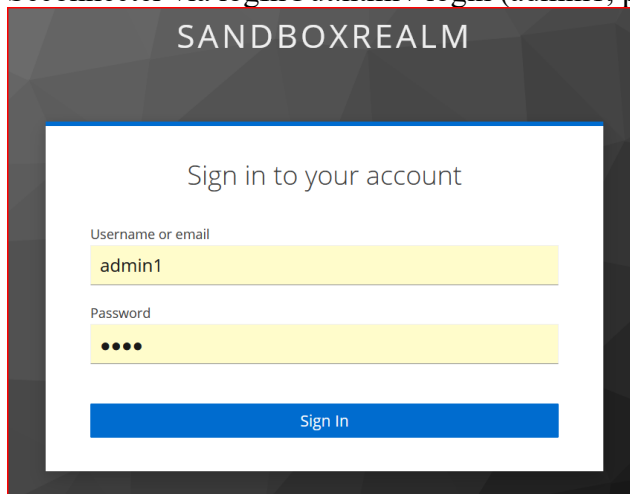 SANDBOXREALM
Sign in to your account
Username or email
admin1
Password
••••
Sign In